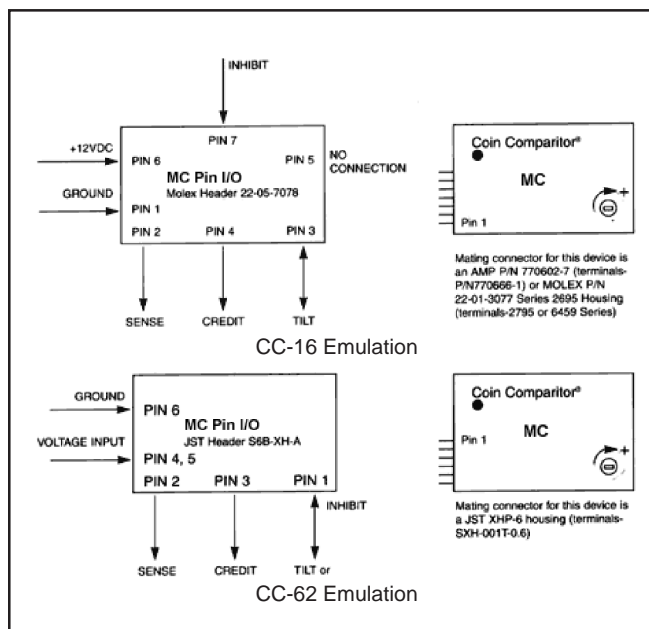 INHIBIT
+12VDC
PIN 7
PIN 6
PIN 5
NO
CONNECTION
MC Pin I/O
Molex Header 22-05-7078
GROUND
PIN 1
PIN 2
PIN 4
PIN 3
SENSE
CREDIT
TILT
CC-16 Emulation
Coin Comparitor®
MC
+
Pin 1
Mating connector for this device is
an AMP P/N 770602-7 (terminals-
P/N770666-1) or MOLEX P/N
22-01-3077 Series 2695 Housing
(terminals-2795 or 6459 Series)
GROUND
PIN 6
MC Pin I/O
JST Header S6B-XH-A
VOLTAGE INPUT
PIN 4, 5
PIN 2
PIN 3
PIN 1
INHIBIT
SENSE
CREDIT
TILT or
CC-62 Emulation
Coin Comparitor®
Pin 1
MC
+
Mating connector for this device is
a JST XHP-6 housing (terminals-
SXH-001T-0.6)